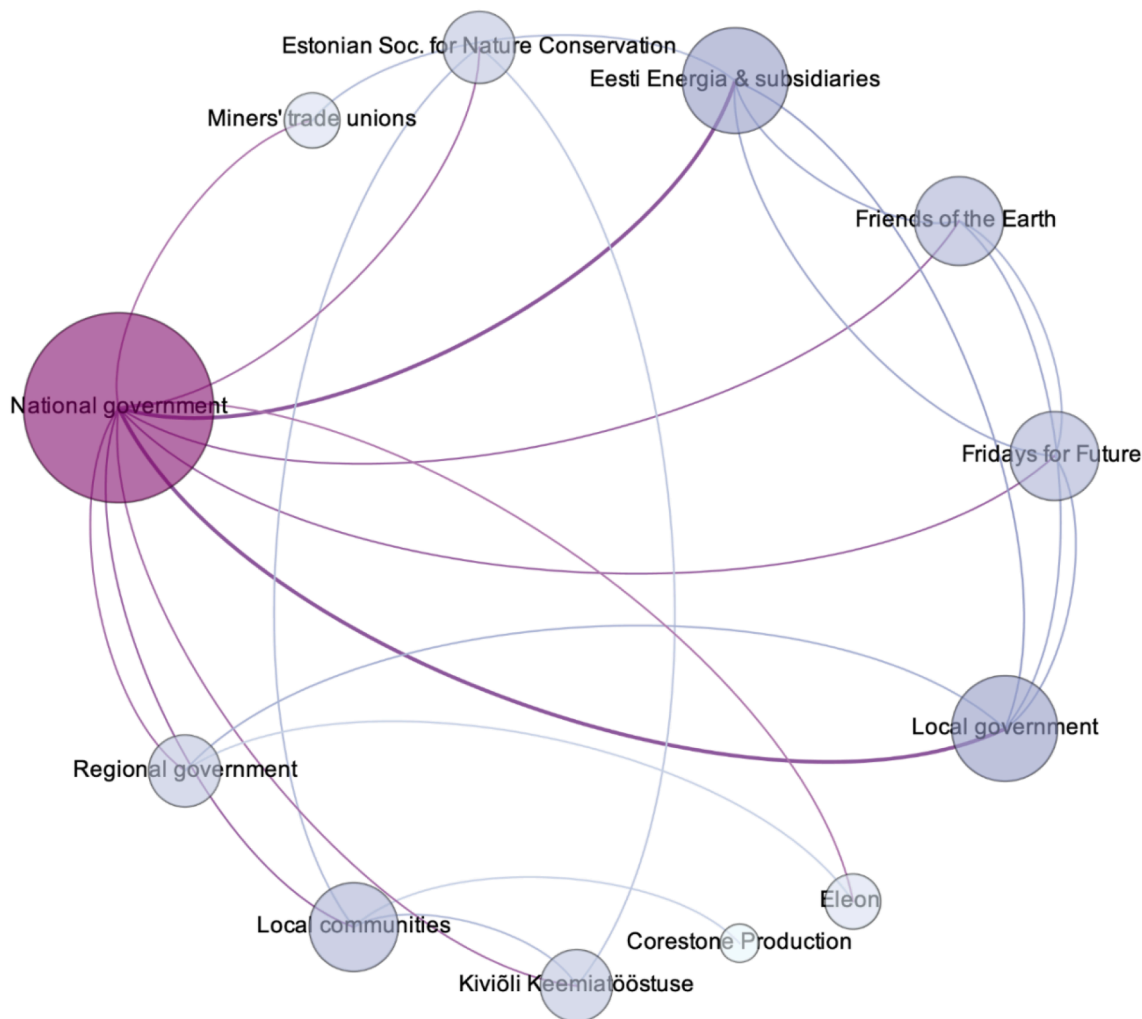 Estonian Soc. for Nature Conservation
Eesti Energia & subsidiaries
Miners' trade unions
Friends of the Earth
National government
Fridays for Future
Local government
Regional government
Eleon
Local communities
Corestone Production
Kiviõli Keemiatööstuse